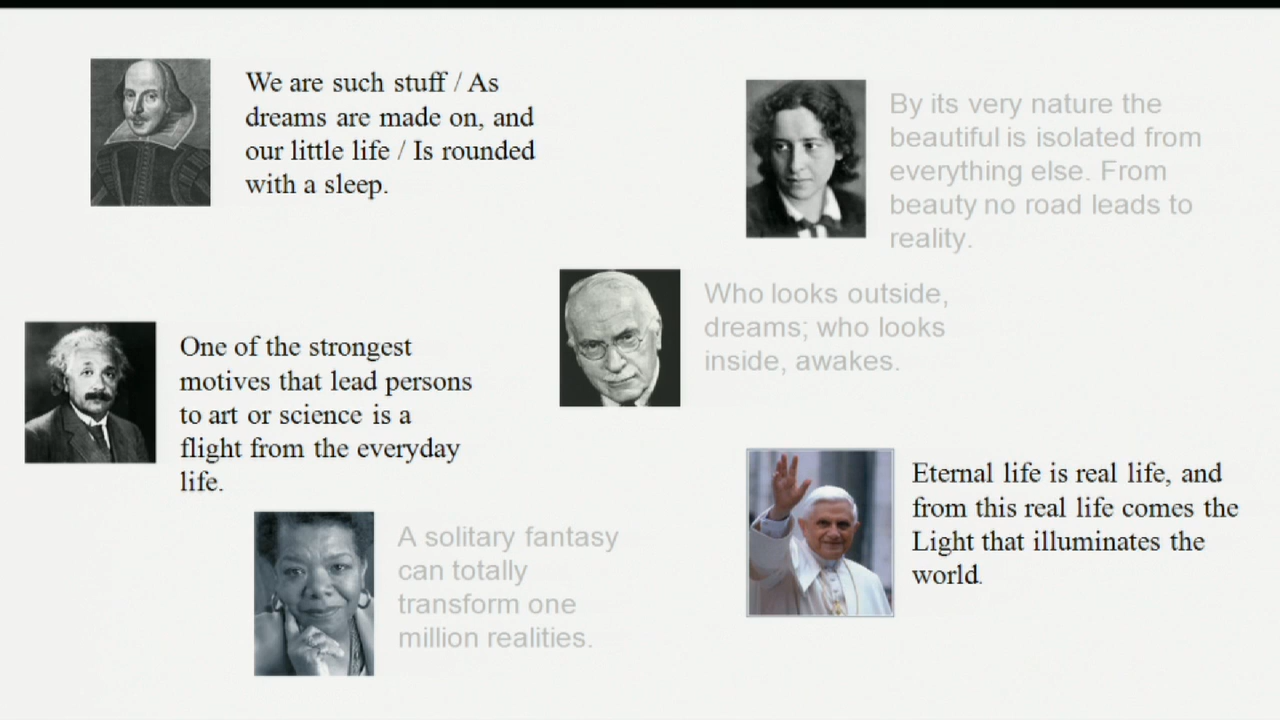 We are such stuff / As
dreams are made on, and
our little life / Is rounded
with a sleep.
By its very nature the
beautiful is isolated from
everything else. From
beauty no road leads to
reality.
Who looks outside,
dreams; who looks
inside, awakes.
One of the strongest
motives that lead persons
to art or science is a
flight from the everyday
life.
Eternal life is real life, and
from this real life comes the
Light that illuminates the
world.
A solitary fantasy
can totally
transform one
million realities.